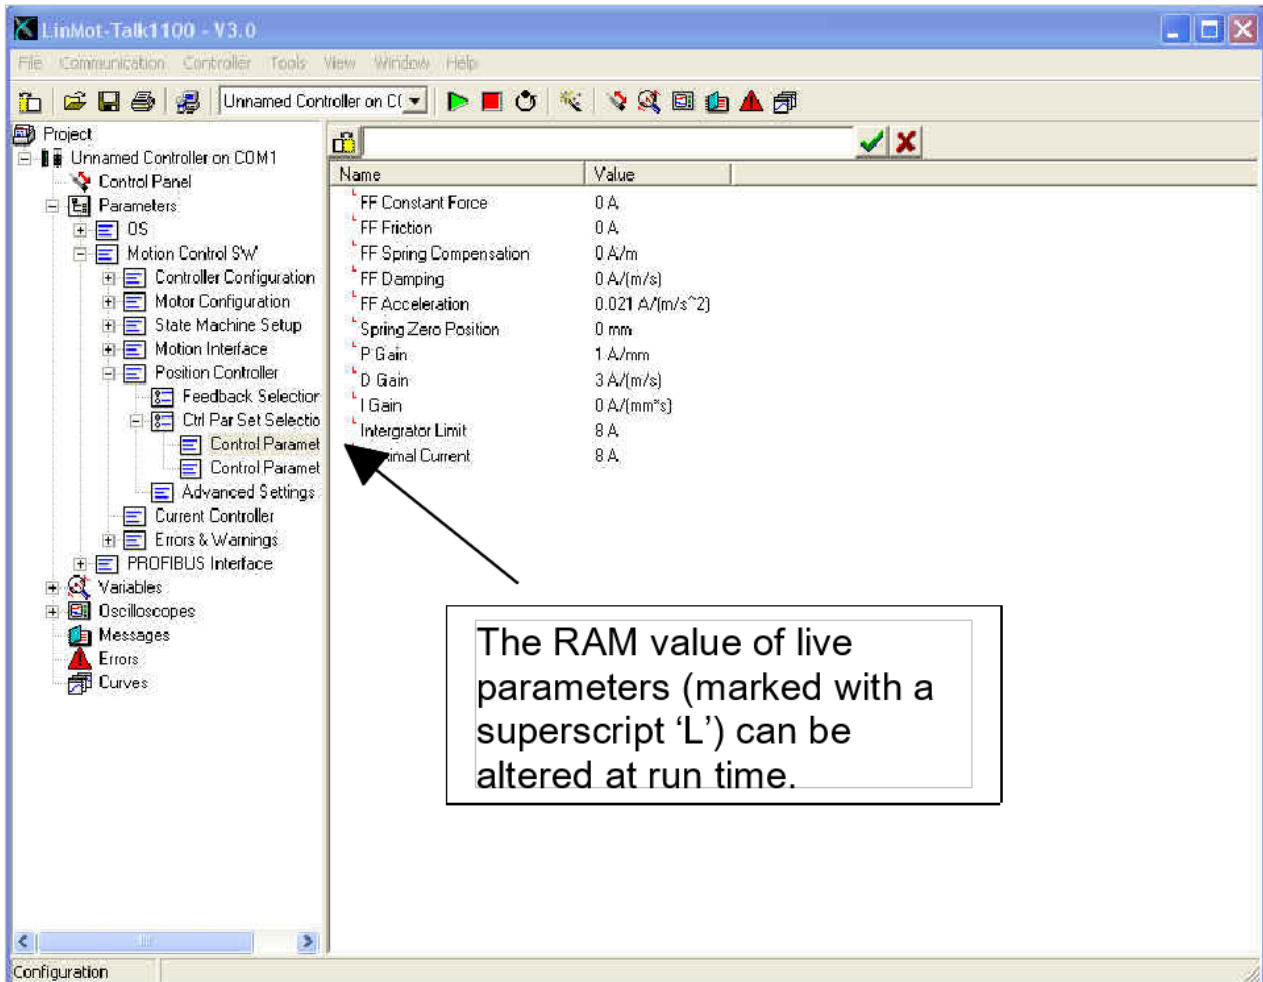 LinMot-Talk1100 - V3.0
File Communication Controller Tools View Window Help
Unnamed Controller on C(
Project
Unnamed Controller on COM1
Control Panel
Parameters
OS
Motion Control SW
Controller Configuration
Motor Configuration
State Machine Setup
Motion Interface
Position Controller
Feedback Selection
Ctrl Par Set Selectio
Control Paramet
Control Paramet
Advanced Settings
Current Controller
Errors & Warnings
PROFIBUS Interface
Variables
Oscilloscopes
Messages
Errors
Curves
Name Value
L FF Constant Force 0 A
L FF Friction 0 A
L FF Spring Compensation 0 A/m
L FF Damping 0 A/(m/s)
L FF Acceleration 0.021 A/(m/s^2)
L Spring Zero Position 0 mm
L P Gain 1 A/mm
L D Gain 3 A/(m/s)
L I Gain 0 A/(mm*s)
L Intergrator Limit 8 A
imal Current 8 A
The RAM value of live
parameters (marked with a
superscript ‘L’) can be
altered at run time.
Configuration